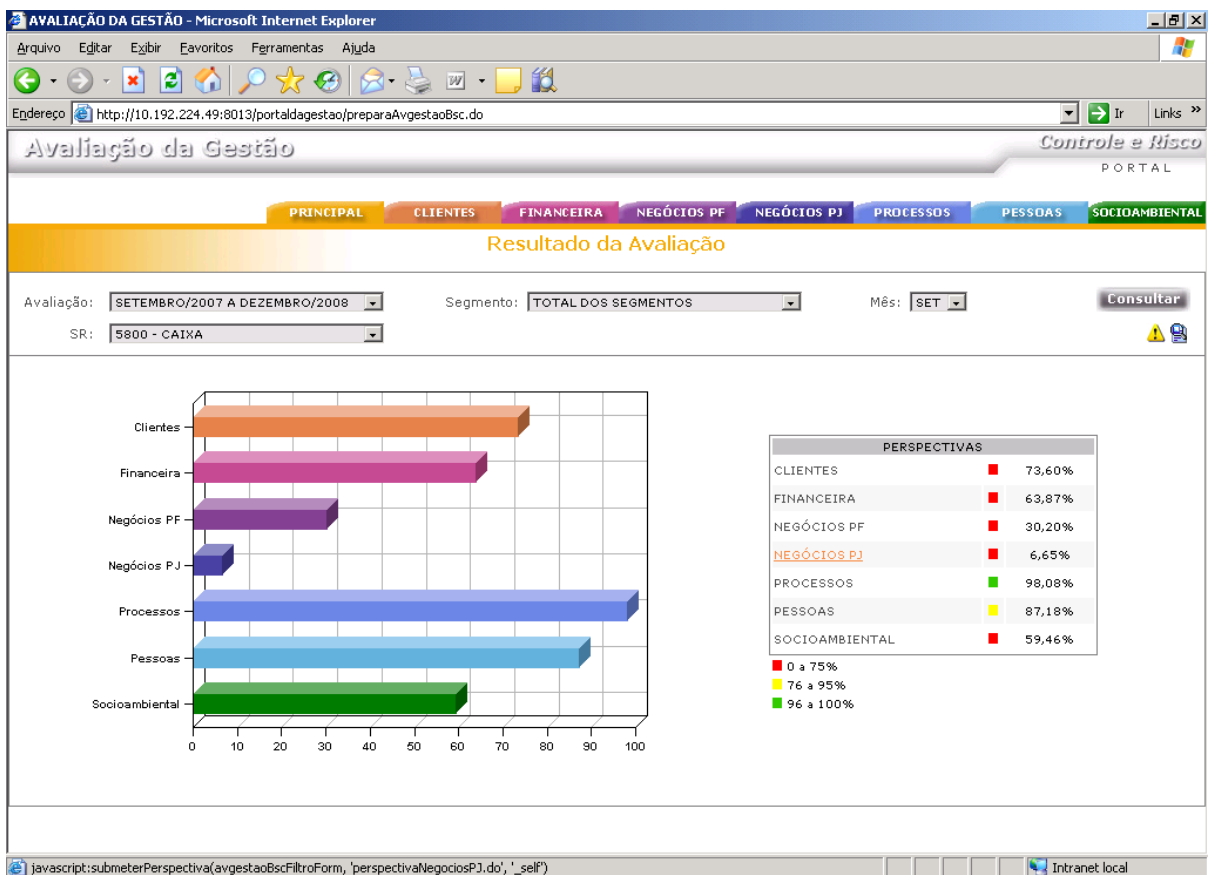 AVALIAÇÃO DA GESTÃO - Microsoft Internet Explorer
Arquivo Editar Exibir Favoritos Ferramentas Ajuda
Endereço http://10.192.224.49:8013/portaldagestao/preparaAvgestaoBsc.do Ir Links »
Avaliação da Gestão
Controle e Risco
PORTAL
PRINCIPAL CLIENTES FINANCEIRA NEGÓCIOS PF NEGÓCIOS PJ PROCESSOS PESSOAS SOCIOAMBIENTAL
Resultado da Avaliação
Avaliação: SETEMBRO/2007 A DEZEMBRO/2008 Segmento: TOTAL DOS SEGMENTOS Mês: SET Consultar
SR: 5800 - CAIXA
Clientes
Financeira
Negócios PF
Negócios PJ
Processos
Pessoas
Socioambiental
0 10 20 30 40 50 60 70 80 90 100
PERSPECTIVAS
CLIENTES 73,60%
FINANCEIRA 63,87%
NEGÓCIOS PF 30,20%
NEGÓCIOS PJ 6,65%
PROCESSOS 98,08%
PESSOAS 87,18%
SOCIOAMBIENTAL 59,46%
0 a 75%
76 a 95%
96 a 100%
javascript:submeterPerspectiva(avgestaoBscFiltroForm, 'perspectivaNegociosPJ.do', '_self') Intranet local